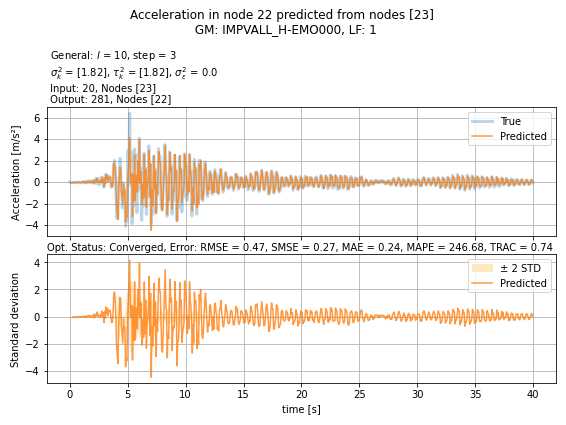 Acceleration in node 22 predicted from nodes [23]
GM: IMPVALL_H-EMO000, LF: 1
General: l = 10, step = 3
σ²ₖ = [1.82], τ²ₖ = [1.82], σ²ε = 0.0
Input: 20, Nodes [23]
Output: 281, Nodes [22]
Acceleration [m/s²]
6
4
2
0
−2
−4
True
Predicted
Opt. Status: Converged, Error: RMSE = 0.47, SMSE = 0.27, MAE = 0.24, MAPE = 246.68, TRAC = 0.74
Standard deviation
4
2
0
−2
−4
± 2 STD
Predicted
0 5 10 15 20 25 30 35 40
time [s]